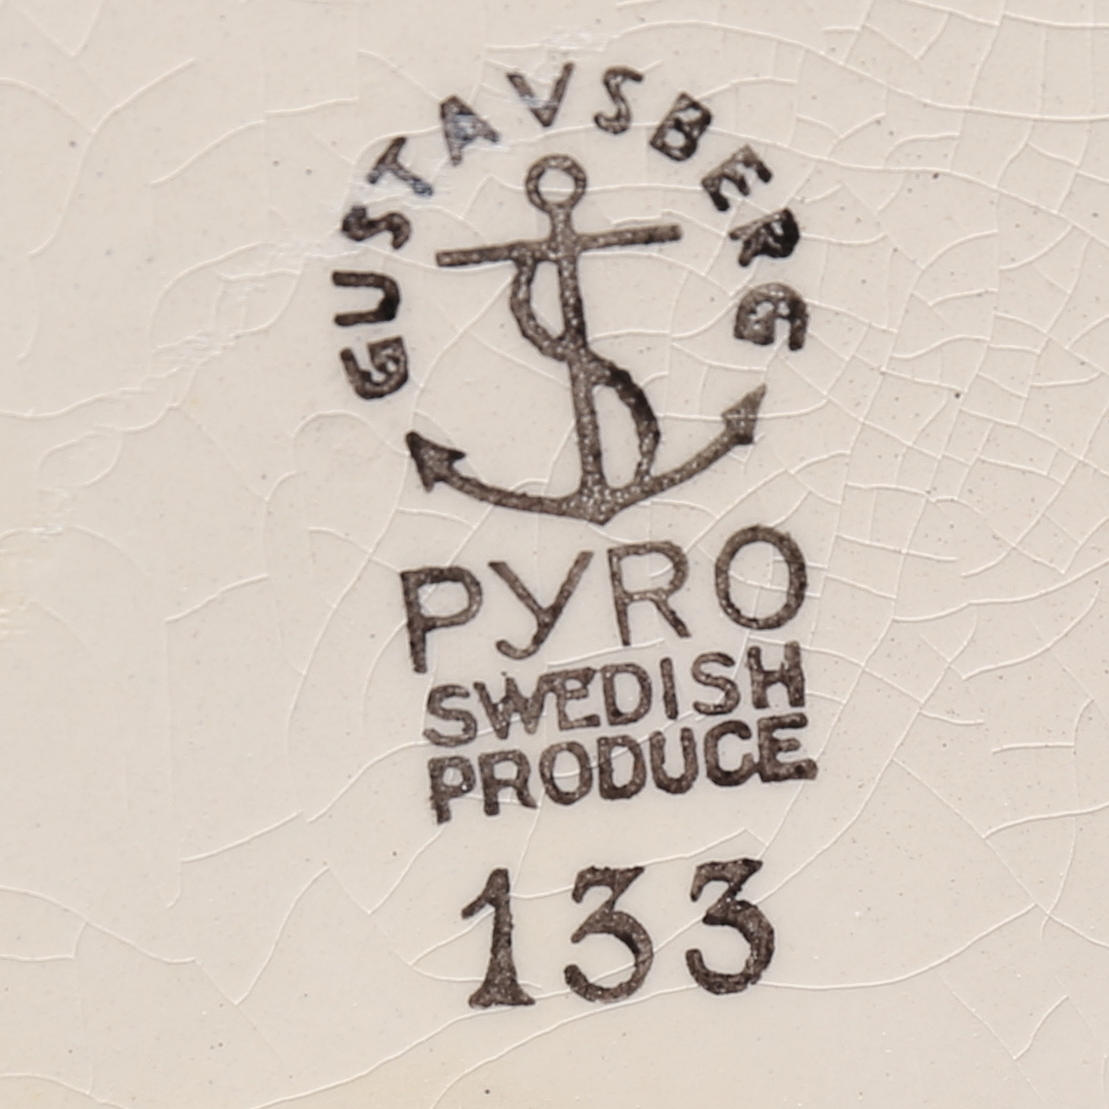 GUSTAVSBERG
PYRO
SWEDISH
PRODUCE
133